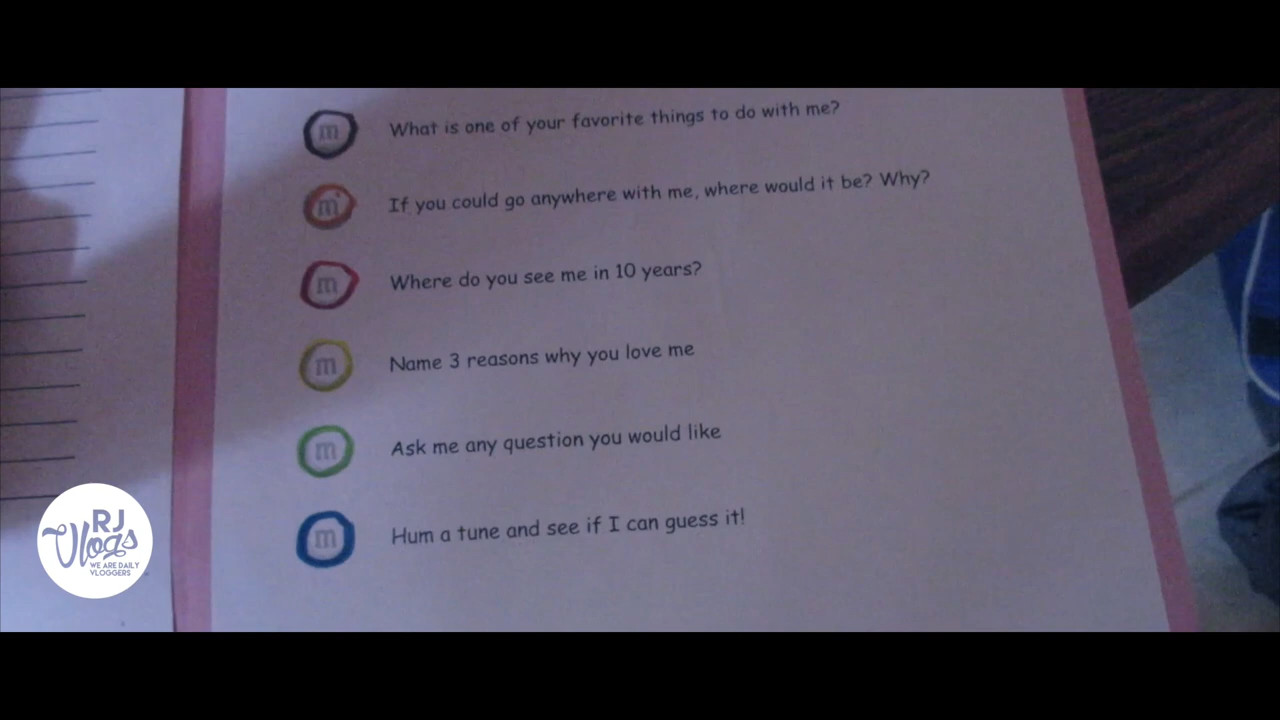 m What is one of your favorite things to do with me?
m If you could go anywhere with me, where would it be? Why?
m Where do you see me in 10 years?
m Name 3 reasons why you love me
m Ask me any question you would like
m Hum a tune and see if I can guess it!
RJ
Vlogs
WE ARE DAILY
VLOGGERS